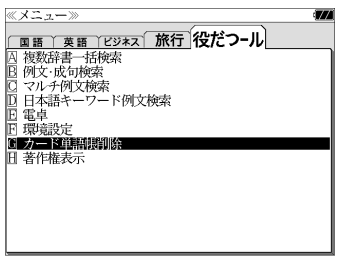 ≪メニュー≫
国語 英語 ビジネス 旅行 役だつール
A 複数辞書一括検索
B 例文･成句検索
C マルチ例文検索
D 日本語キーワード例文検索
E 電卓
F 環境設定
G カード単語帳削除
H 著作権表示